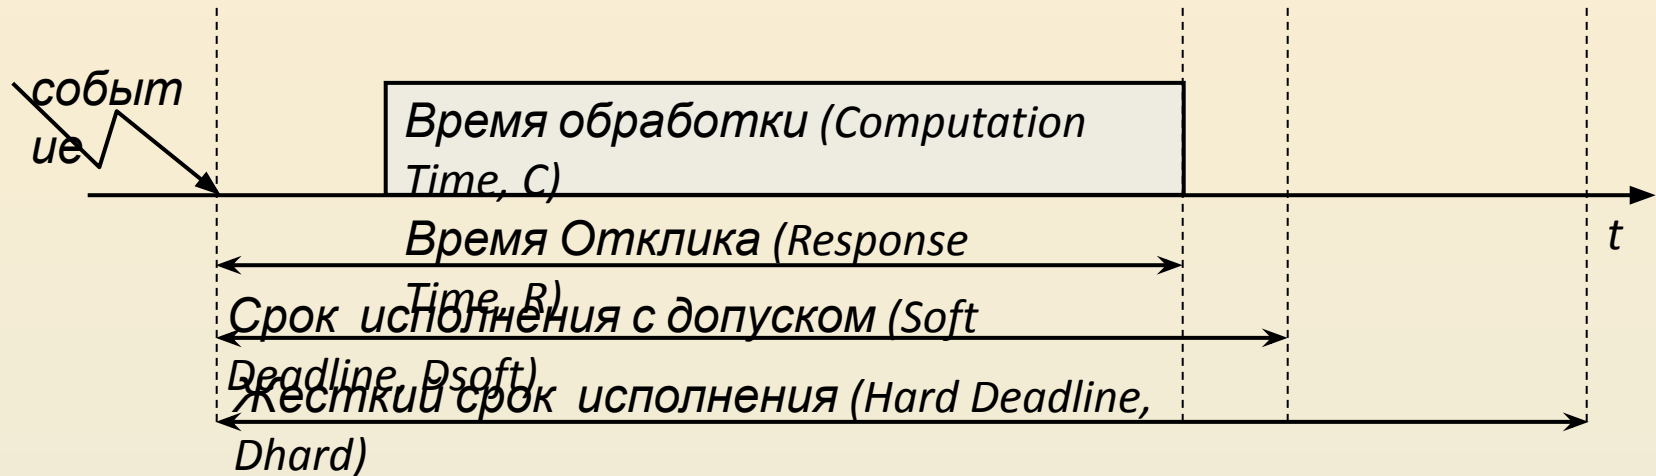 событ
ие
Время обработки (Computation
Time, C)
Время Отклика (Response
t
Time, R)
Срок исполнения с допуском (Soft
Deadline, Dsoft)
Жесткий срок исполнения (Hard Deadline,
Dhard)